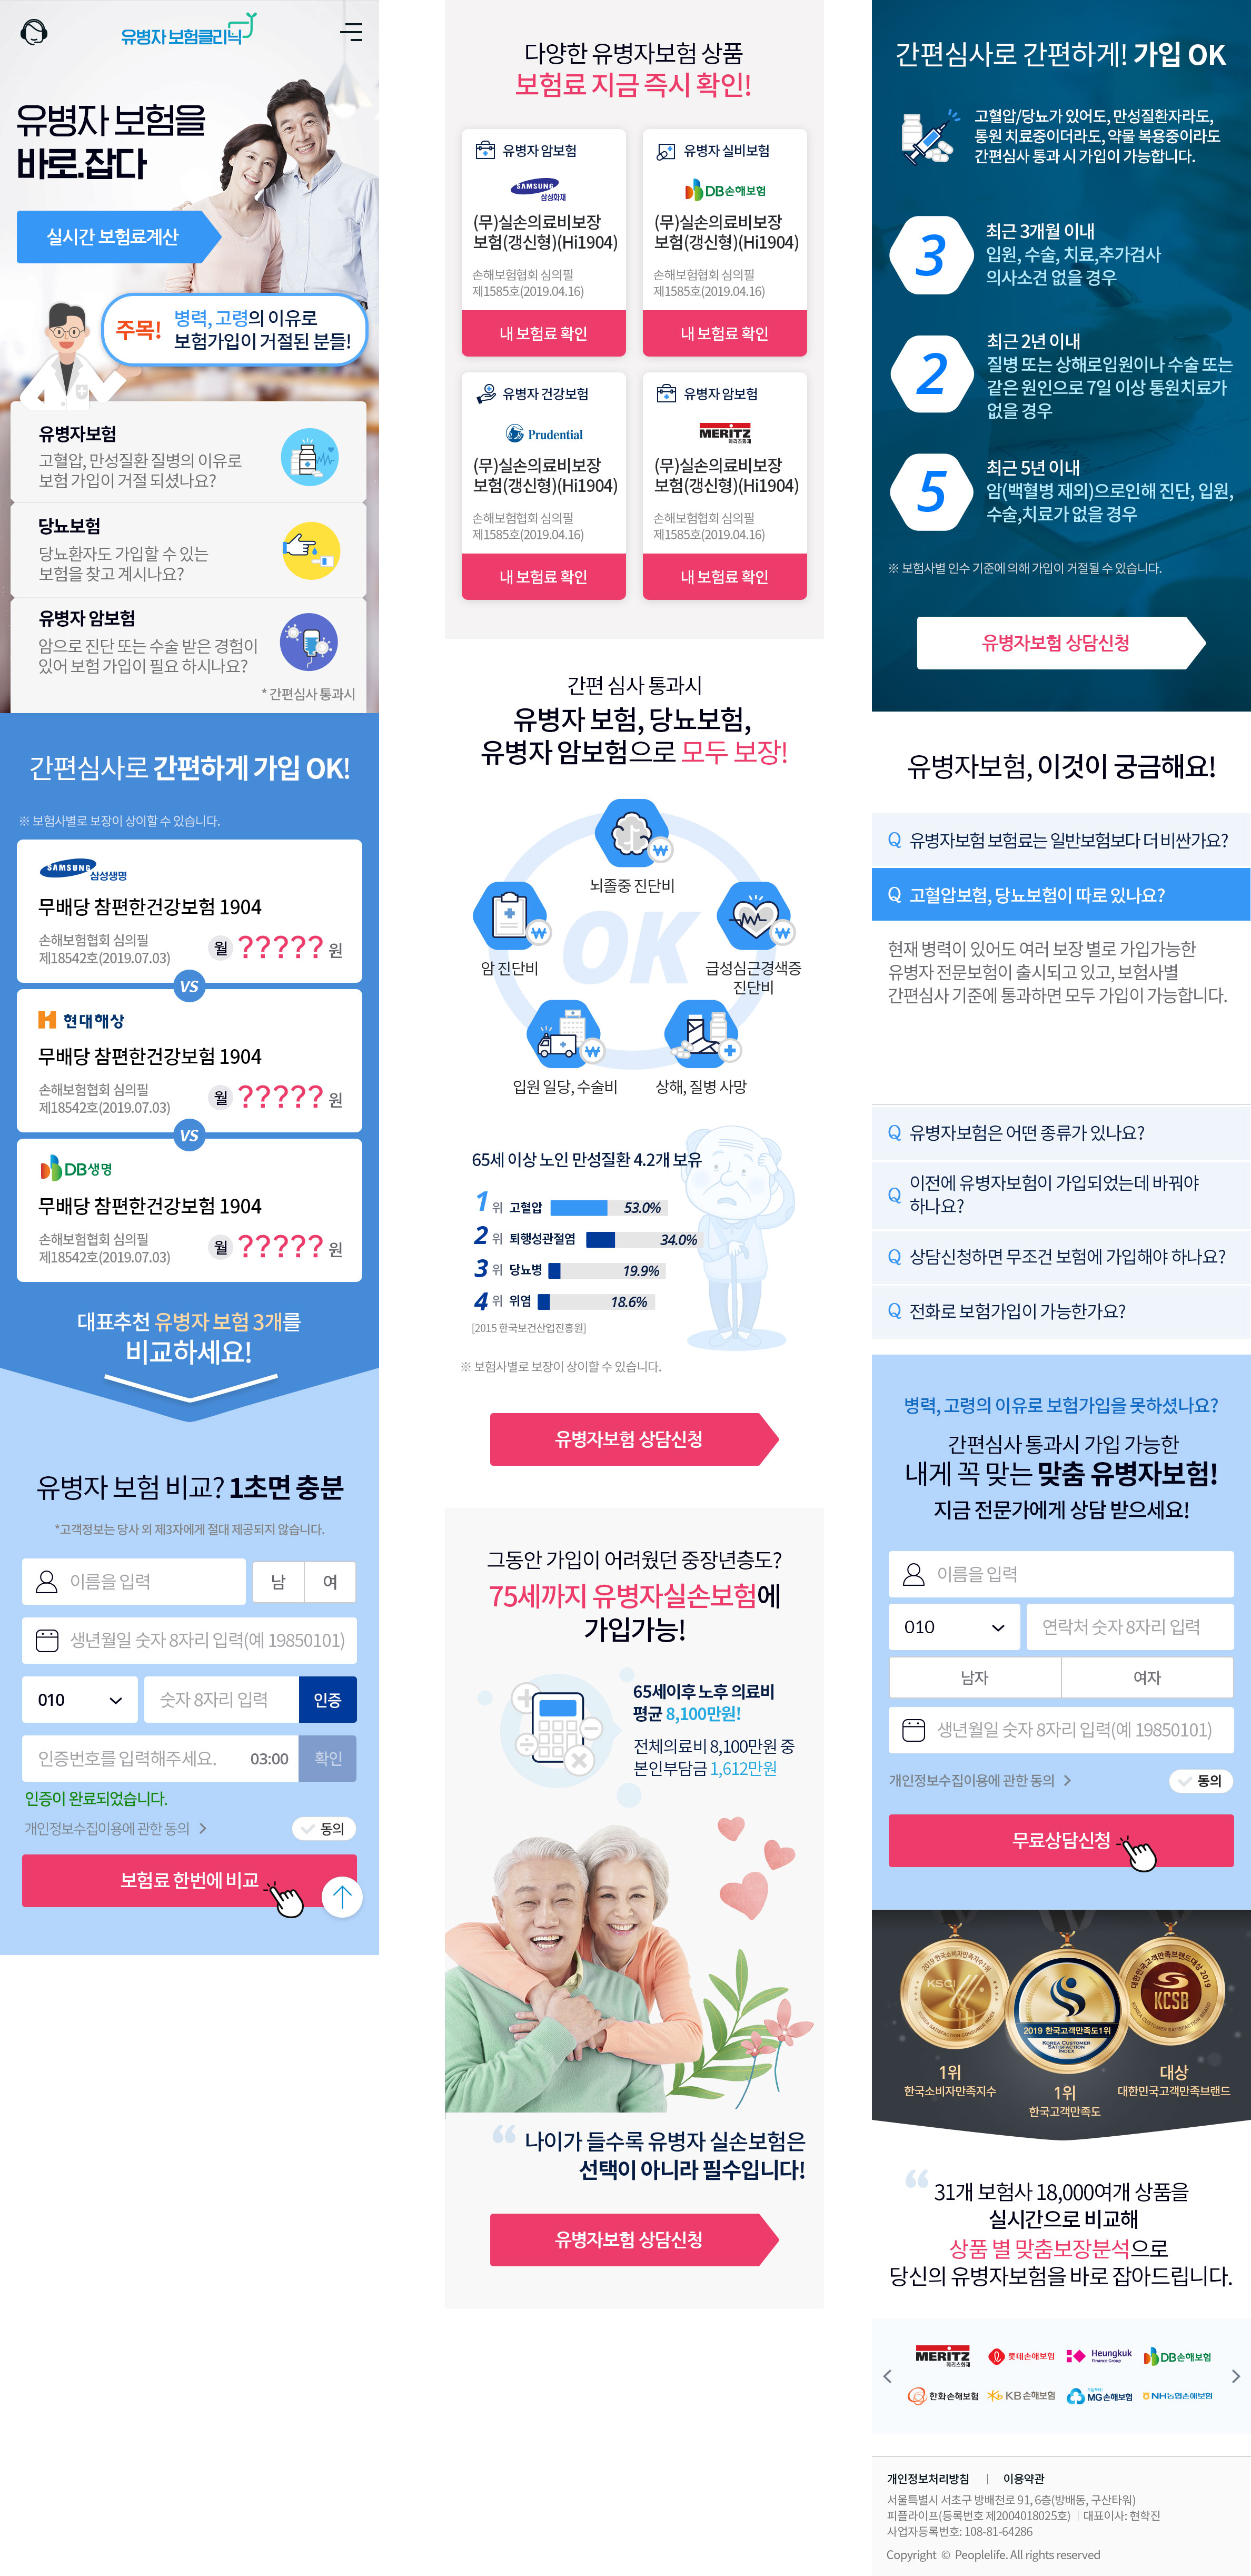 유병자 보험클리닉
유병자 보험을
바로.잡다
실시간 보험료계산
주목!
병력, 고령의 이유로
보험가입이 거절된 분들!
유병자보험
고혈압, 만성질환 질병의 이유로
보험 가입이 거절 되셨나요?
당뇨보험
당뇨환자도 가입할 수 있는
보험을 찾고 계시나요?
유병자 암보험
암으로 진단 또는 수술 받은 경험이
있어 보험 가입이 필요 하시나요?
* 간편심사 통과시
간편심사로 간편하게 가입 OK!
※ 보험사별로 보장이 상이할 수 있습니다.
SAMSUNG 삼성생명
무배당 참편한건강보험 1904
손해보험협회 심의필
제18542호(2019.07.03)
월 ????? 원
VS
현대해상
무배당 참편한건강보험 1904
손해보험협회 심의필
제18542호(2019.07.03)
월 ????? 원
VS
DB생명
무배당 참편한건강보험 1904
손해보험협회 심의필
제18542호(2019.07.03)
월 ????? 원
대표추천 유병자 보험 3개를
비교하세요!
유병자 보험 비교? 1초면 충분
*고객정보는 당사 외 제3자에게 절대 제공되지 않습니다.
이름을 입력
남 여
생년월일 숫자 8자리 입력(예 19850101)
010
숫자 8자리 입력
인증
인증번호를 입력해주세요.
03:00
확인
인증이 완료되었습니다.
개인정보수집이용에 관한 동의 >
동의
보험료 한번에 비교
다양한 유병자보험 상품
보험료 지금 즉시 확인!
유병자 암보험
SAMSUNG
삼성화재
(무)실손의료비보장
보험(갱신형)(Hi1904)
손해보험협회 심의필
제1585호(2019.04.16)
내 보험료 확인
유병자 실비보험
DB손해보험
(무)실손의료비보장
보험(갱신형)(Hi1904)
손해보험협회 심의필
제1585호(2019.04.16)
내 보험료 확인
유병자 건강보험
Prudential
(무)실손의료비보장
보험(갱신형)(Hi1904)
손해보험협회 심의필
제1585호(2019.04.16)
내 보험료 확인
유병자 암보험
MERITZ
메리츠화재
(무)실손의료비보장
보험(갱신형)(Hi1904)
손해보험협회 심의필
제1585호(2019.04.16)
내 보험료 확인
간편 심사 통과시
유병자 보험, 당뇨보험,
유병자 암보험으로 모두 보장!
뇌졸중 진단비
OK
암 진단비
급성심근경색증
진단비
입원 일당, 수술비
상해, 질병 사망
65세 이상 노인 만성질환 4.2개 보유
1위 고혈압 53.0%
2위 퇴행성관절염 34.0%
3위 당뇨병 19.9%
4위 위염 18.6%
[2015 한국보건산업진흥원]
※ 보험사별로 보장이 상이할 수 있습니다.
유병자보험 상담신청
그동안 가입이 어려웠던 중장년층도?
75세까지 유병자실손보험에
가입가능!
65세이후 노후 의료비
평균 8,100만원!
전체의료비 8,100만원 중
본인부담금 1,612만원
“ 나이가 들수록 유병자 실손보험은
선택이 아니라 필수입니다!
유병자보험 상담신청
간편심사로 간편하게! 가입 OK
고혈압/당뇨가 있어도, 만성질환자라도,
통원 치료중이더라도, 약물 복용중이라도
간편심사 통과 시 가입이 가능합니다.
3
최근 3개월 이내
입원, 수술, 치료,추가검사
의사소견 없을 경우
2
최근 2년 이내
질병 또는 상해로입원이나 수술 또는
같은 원인으로 7일 이상 통원치료가
없을 경우
5
최근 5년 이내
암(백혈병 제외)으로인해 진단, 입원,
수술,치료가 없을 경우
※ 보험사별 인수 기준에 의해 가입이 거절될 수 있습니다.
유병자보험 상담신청
유병자보험, 이것이 궁금해요!
Q 유병자보험 보험료는 일반보험보다 더 비싼가요?
Q 고혈압보험, 당뇨보험이 따로 있나요?
현재 병력이 있어도 여러 보장 별로 가입가능한
유병자 전문보험이 출시되고 있고, 보험사별
간편심사 기준에 통과하면 모두 가입이 가능합니다.
Q 유병자보험은 어떤 종류가 있나요?
Q 이전에 유병자보험이 가입되었는데 바꿔야
하나요?
Q 상담신청하면 무조건 보험에 가입해야 하나요?
Q 전화로 보험가입이 가능한가요?
병력, 고령의 이유로 보험가입을 못하셨나요?
간편심사 통과시 가입 가능한
내게 꼭 맞는 맞춤 유병자보험!
지금 전문가에게 상담 받으세요!
이름을 입력
010
연락처 숫자 8자리 입력
남자 여자
생년월일 숫자 8자리 입력(예 19850101)
개인정보수집이용에 관한 동의 >
동의
무료상담신청
2019 한국소비자만족지수1위
KSCI
2019 한국고객만족도1위
KOREA CUSTOMER
SATISFACTION
INDEX
대한민국고객만족브랜드대상 2019
KCSB
1위
한국소비자만족지수
1위
한국고객만족도
대상
대한민국고객만족브랜드
“ 31개 보험사 18,000여개 상품을
실시간으로 비교해
상품 별 맞춤보장분석으로
당신의 유병자보험을 바로 잡아드립니다.
MERITZ
메리츠화재
롯데손해보험
Heungkuk
Finance Group
DB손해보험
한화손해보험
KB손해보험
MG손해보험
NH농협손해보험
개인정보처리방침 | 이용약관
서울특별시 서초구 방배천로 91, 6층(방배동, 구산타워)
피플라이프(등록번호 제2004018025호) | 대표이사: 현학진
사업자등록번호: 108-81-64286
Copyright © Peoplelife. All rights reserved